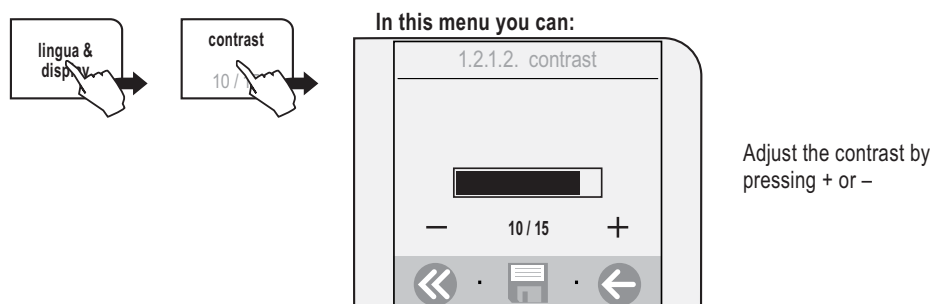 In this menu you can:
lingua &
display
contrast
10 / 1
1.2.1.2. contrast
Adjust the contrast by
pressing + or –
– 10 / 15 +